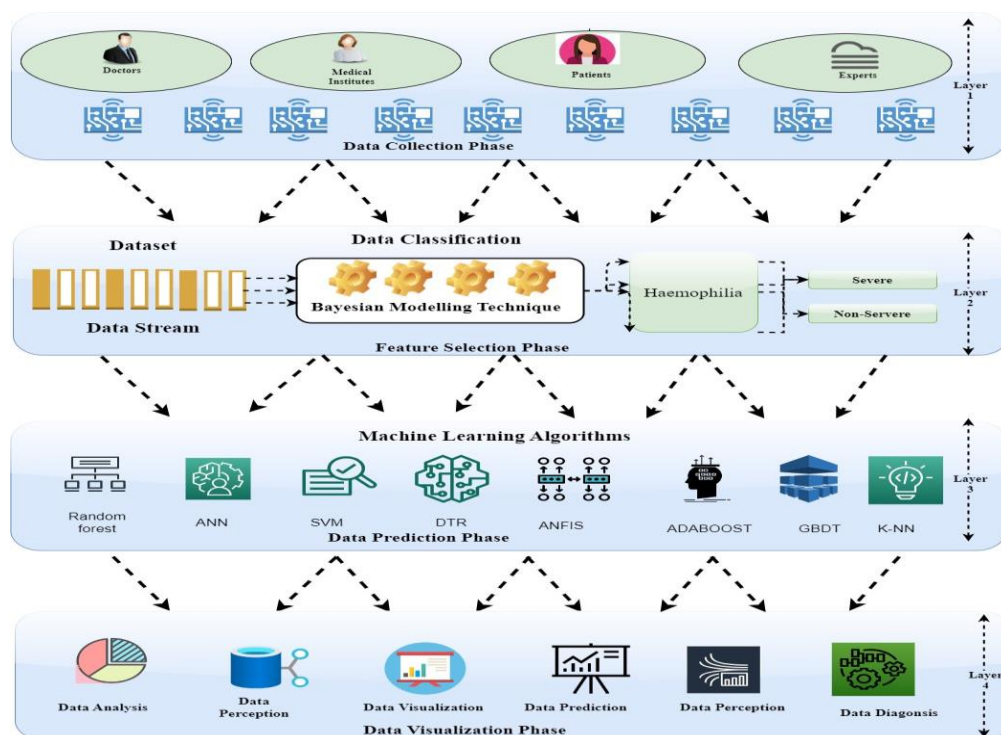 Doctors
Medical
Institutes
Patients
Experts
Layer
1
Data Collection Phase
Dataset
Data Classification
Bayesian Modelling Technique
Data Stream
Haemophilia
Severe
Non-Servere
Layer
2
Feature Selection Phase
Machine Learning Algorithms
Random
forest
ANN
SVM
DTR
ANFIS
ADABOOST
GBDT
K-NN
Layer
3
Data Prediction Phase
Data Analysis
Data
Perception
Data Visualization
Data Prediction
Data Perception
Data Diagonsis
Layer
4
Data Visualization Phase